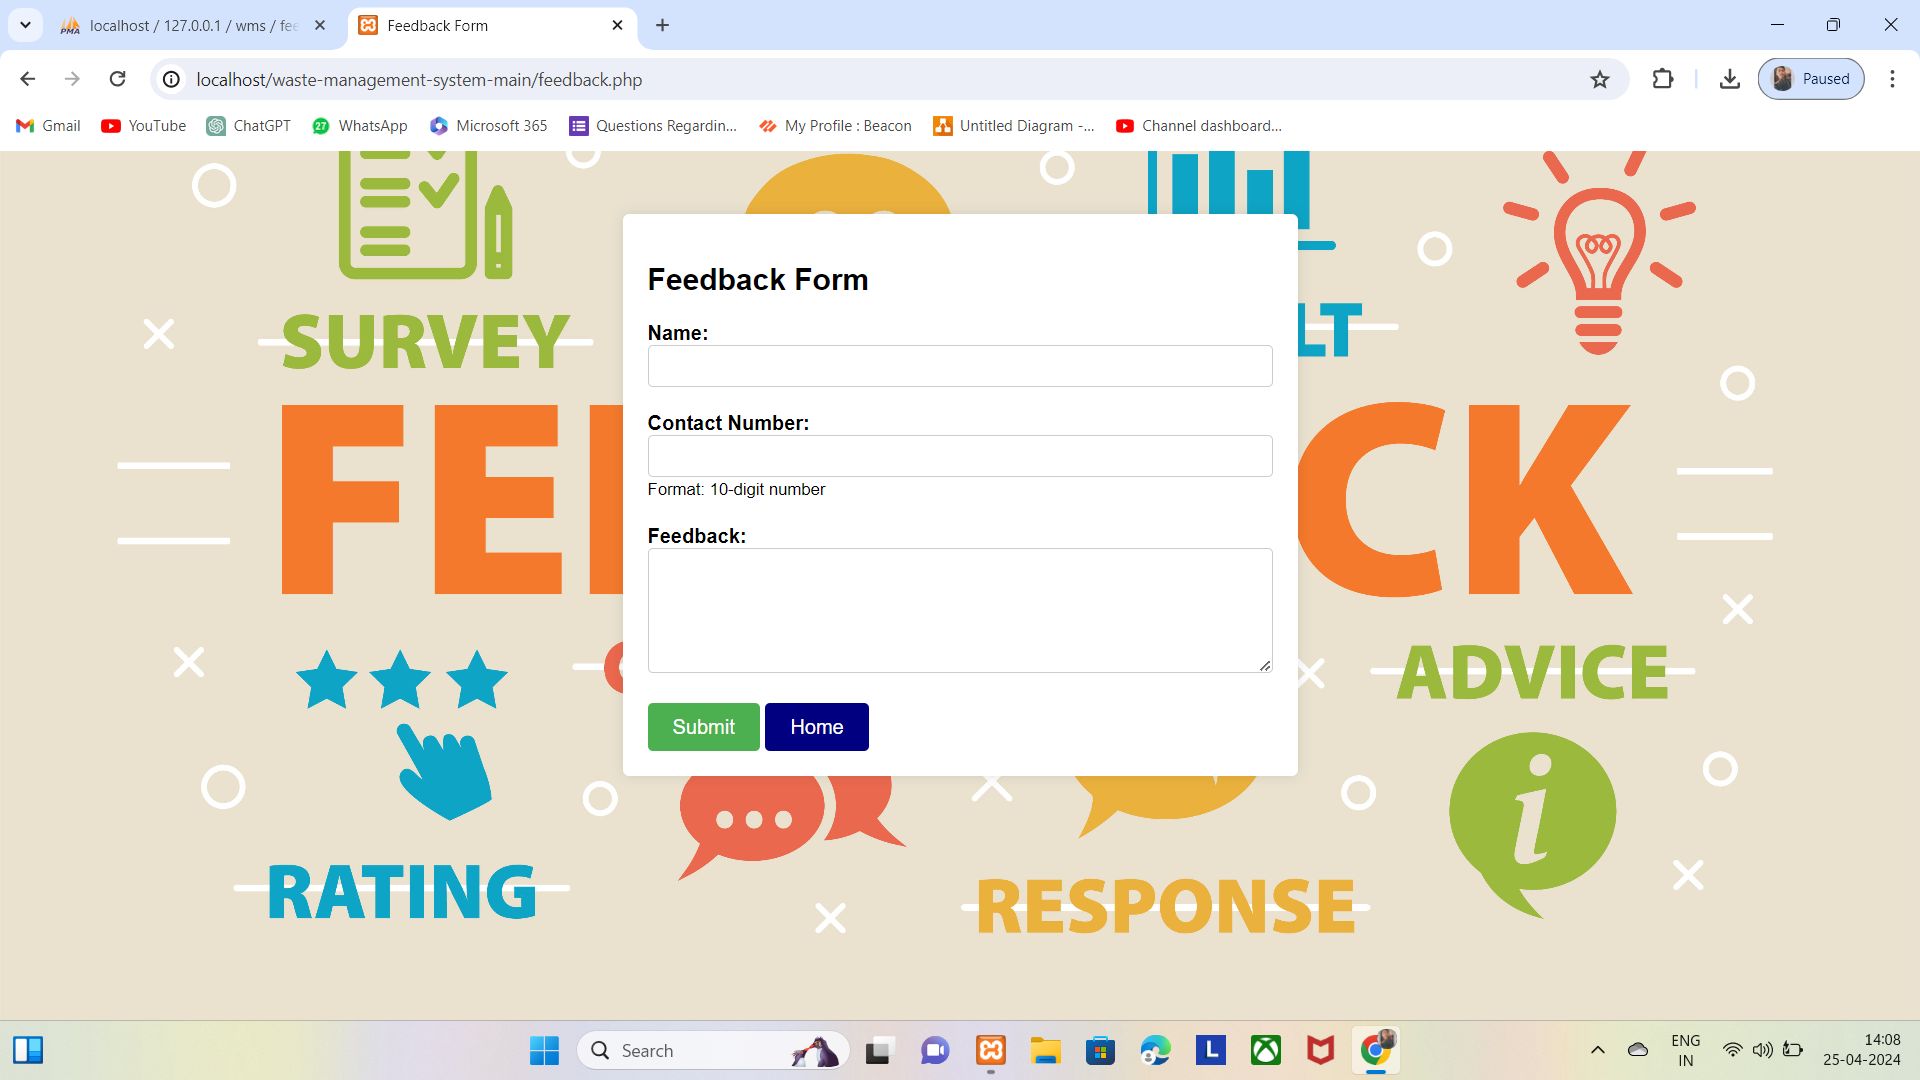 localhost / 127.0.0.1 / wms / fee
Feedback Form
localhost/waste-management-system-main/feedback.php
Paused
Gmail
YouTube
ChatGPT
27
WhatsApp
Microsoft 365
Questions Regardin...
My Profile : Beacon
Untitled Diagram -...
Channel dashboard...
SURVEY
LT
FE
CK
Feedback Form
Name:
Contact Number:
Format: 10-digit number
Feedback:
Submit
Home
ADVICE
i
RATING
RESPONSE
Search
L
ENG
IN
14:08
25-04-2024